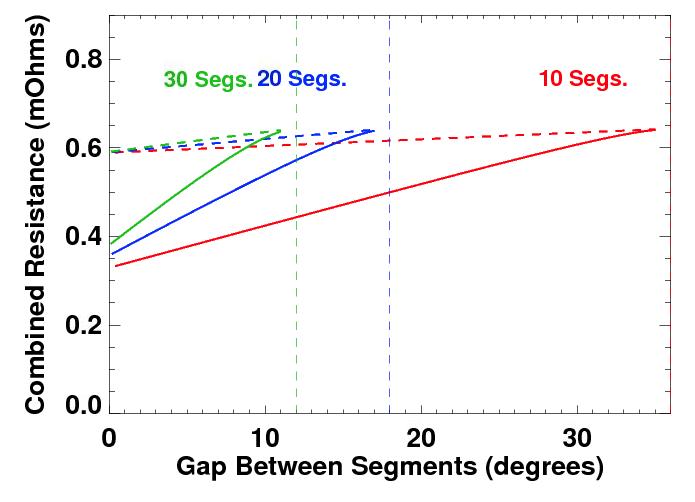 0.8
30 Segs. 20 Segs. 10 Segs.
0.6
0.4
0.2
0.0
0 10 20 30
Gap Between Segments (degrees)
Combined Resistance (mOhms)